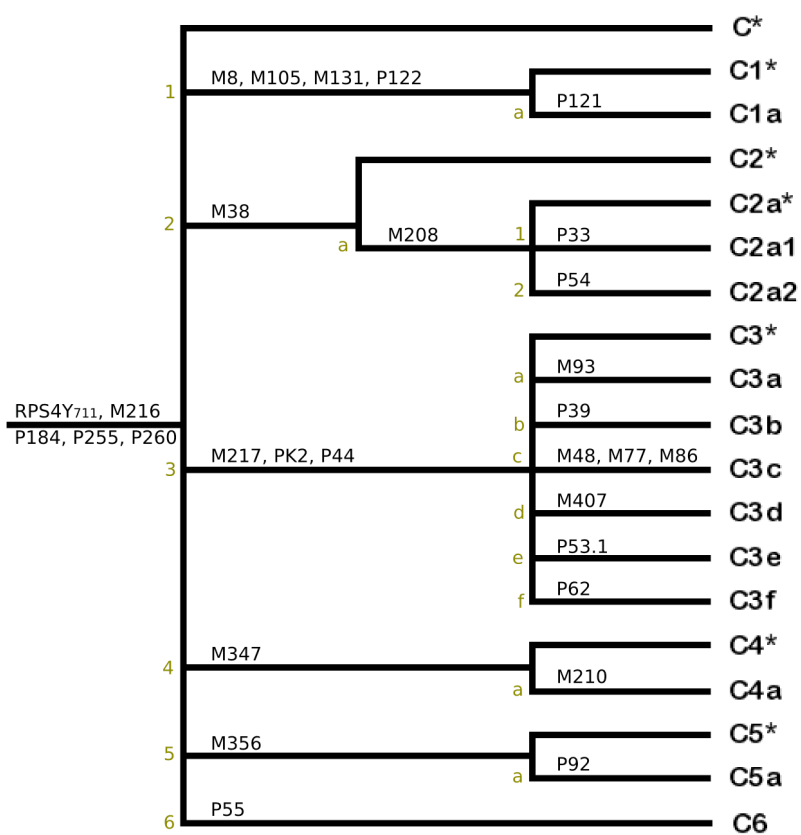 C*
C1*
M8, M105, M131, P122
1
P121
a
C1a
C2*
C2a*
M38
2
M208
a
1
P33
C2a1
P54
2
C2a2
C3*
M93
a
C3a
RPS4Y711, M216
P184, P255, P260
P39
b
C3b
M217, PK2, P44
3
c
M48, M77, M86
C3c
M407
d
C3d
P53.1
e
C3e
P62
f
C3f
C4*
M347
4
M210
a
C4a
C5*
M356
5
P92
a
C5a
P55
6
C6